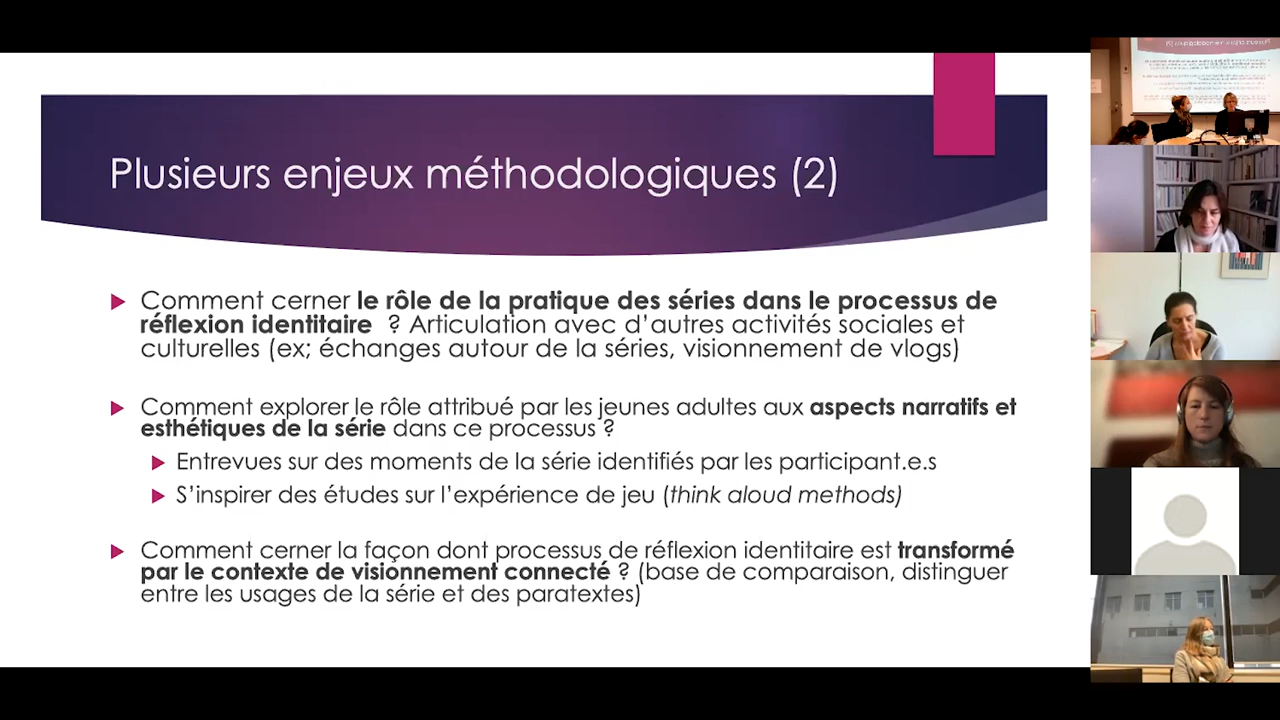 Plusieurs enjeux méthodologiques (2)
Comment cerner le rôle de la pratique des séries dans le processus de
réflexion identitaire ? Articulation avec d'autres activités sociales et
culturelles (ex; échanges autour de la séries, visionnement de vlogs)
Comment explorer le rôle attribué par les jeunes adultes aux aspects narratifs et
esthétiques de la série dans ce processus ?
Entrevues sur des moments de la série identifiés par les participant.e.s
S'inspirer des études sur l'expérience de jeu (think aloud methods)
Comment cerner la façon dont processus de réflexion identitaire est transformé
par le contexte de visionnement connecté ? (base de comparaison, distinguer
entre les usages de la série et des paratextes)